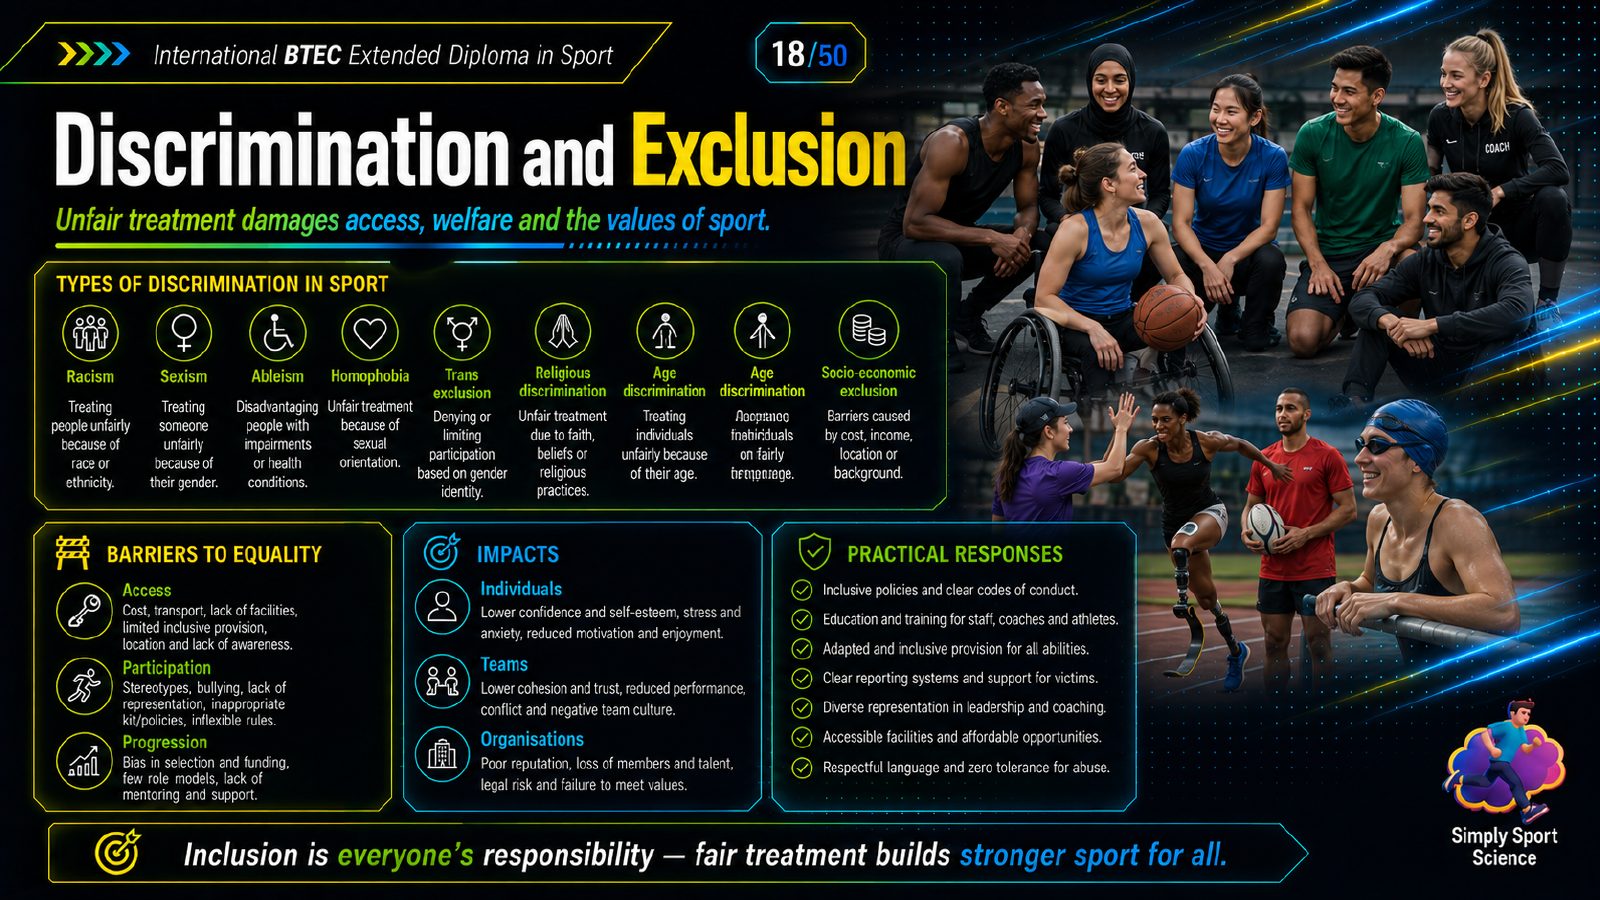 International BTEC Extended Diploma in Sport
18/50
Discrimination and Exclusion
Unfair treatment damages access, welfare and the values of sport.
TYPES OF DISCRIMINATION IN SPORT
Racism
Treating
people unfairly
because of
race or
ethnicity.
Sexism
Treating
someone
unfairly
because of
their gender.
Ableism
Disadvantaging
people with
impairments
or health
conditions.
Homophobia
Unfair treatment
because of
sexual
orientation.
Trans
exclusion
Denying or
limiting
participation
based on gender
identity.
Religious
discrimination
Unfair treatment
due to faith,
beliefs or
religious
practices.
Age
discrimination
Treating
individuals
unfairly because
of their age.
Age
discrimination
on fairly
Socio-economic
exclusion
Barriers caused
by cost, income,
location or
background.
BARRIERS TO EQUALITY
Access
Cost, transport, lack of facilities,
limited inclusive provision,
location and lack of awareness.
Participation
Stereotypes, bullying, lack of
representation, inappropriate
kit/policies, inflexible rules.
Progression
Bias in selection and funding,
few role models, lack of
mentoring and support.
IMPACTS
Individuals
Lower confidence and self-esteem, stress and
anxiety, reduced motivation and enjoyment.
Teams
Lower cohesion and trust, reduced performance,
conflict and negative team culture.
Organisations
Poor reputation, loss of members and talent,
legal risk and failure to meet values.
PRACTICAL RESPONSES
Inclusive policies and clear codes of conduct.
Education and training for staff, coaches and athletes.
Adapted and inclusive provision for all abilities.
Clear reporting systems and support for victims.
Diverse representation in leadership and coaching.
Accessible facilities and affordable opportunities.
Respectful language and zero tolerance for abuse.
Inclusion is everyone's responsibility — fair treatment builds stronger sport for all.
COACH
Simply Sport
Science